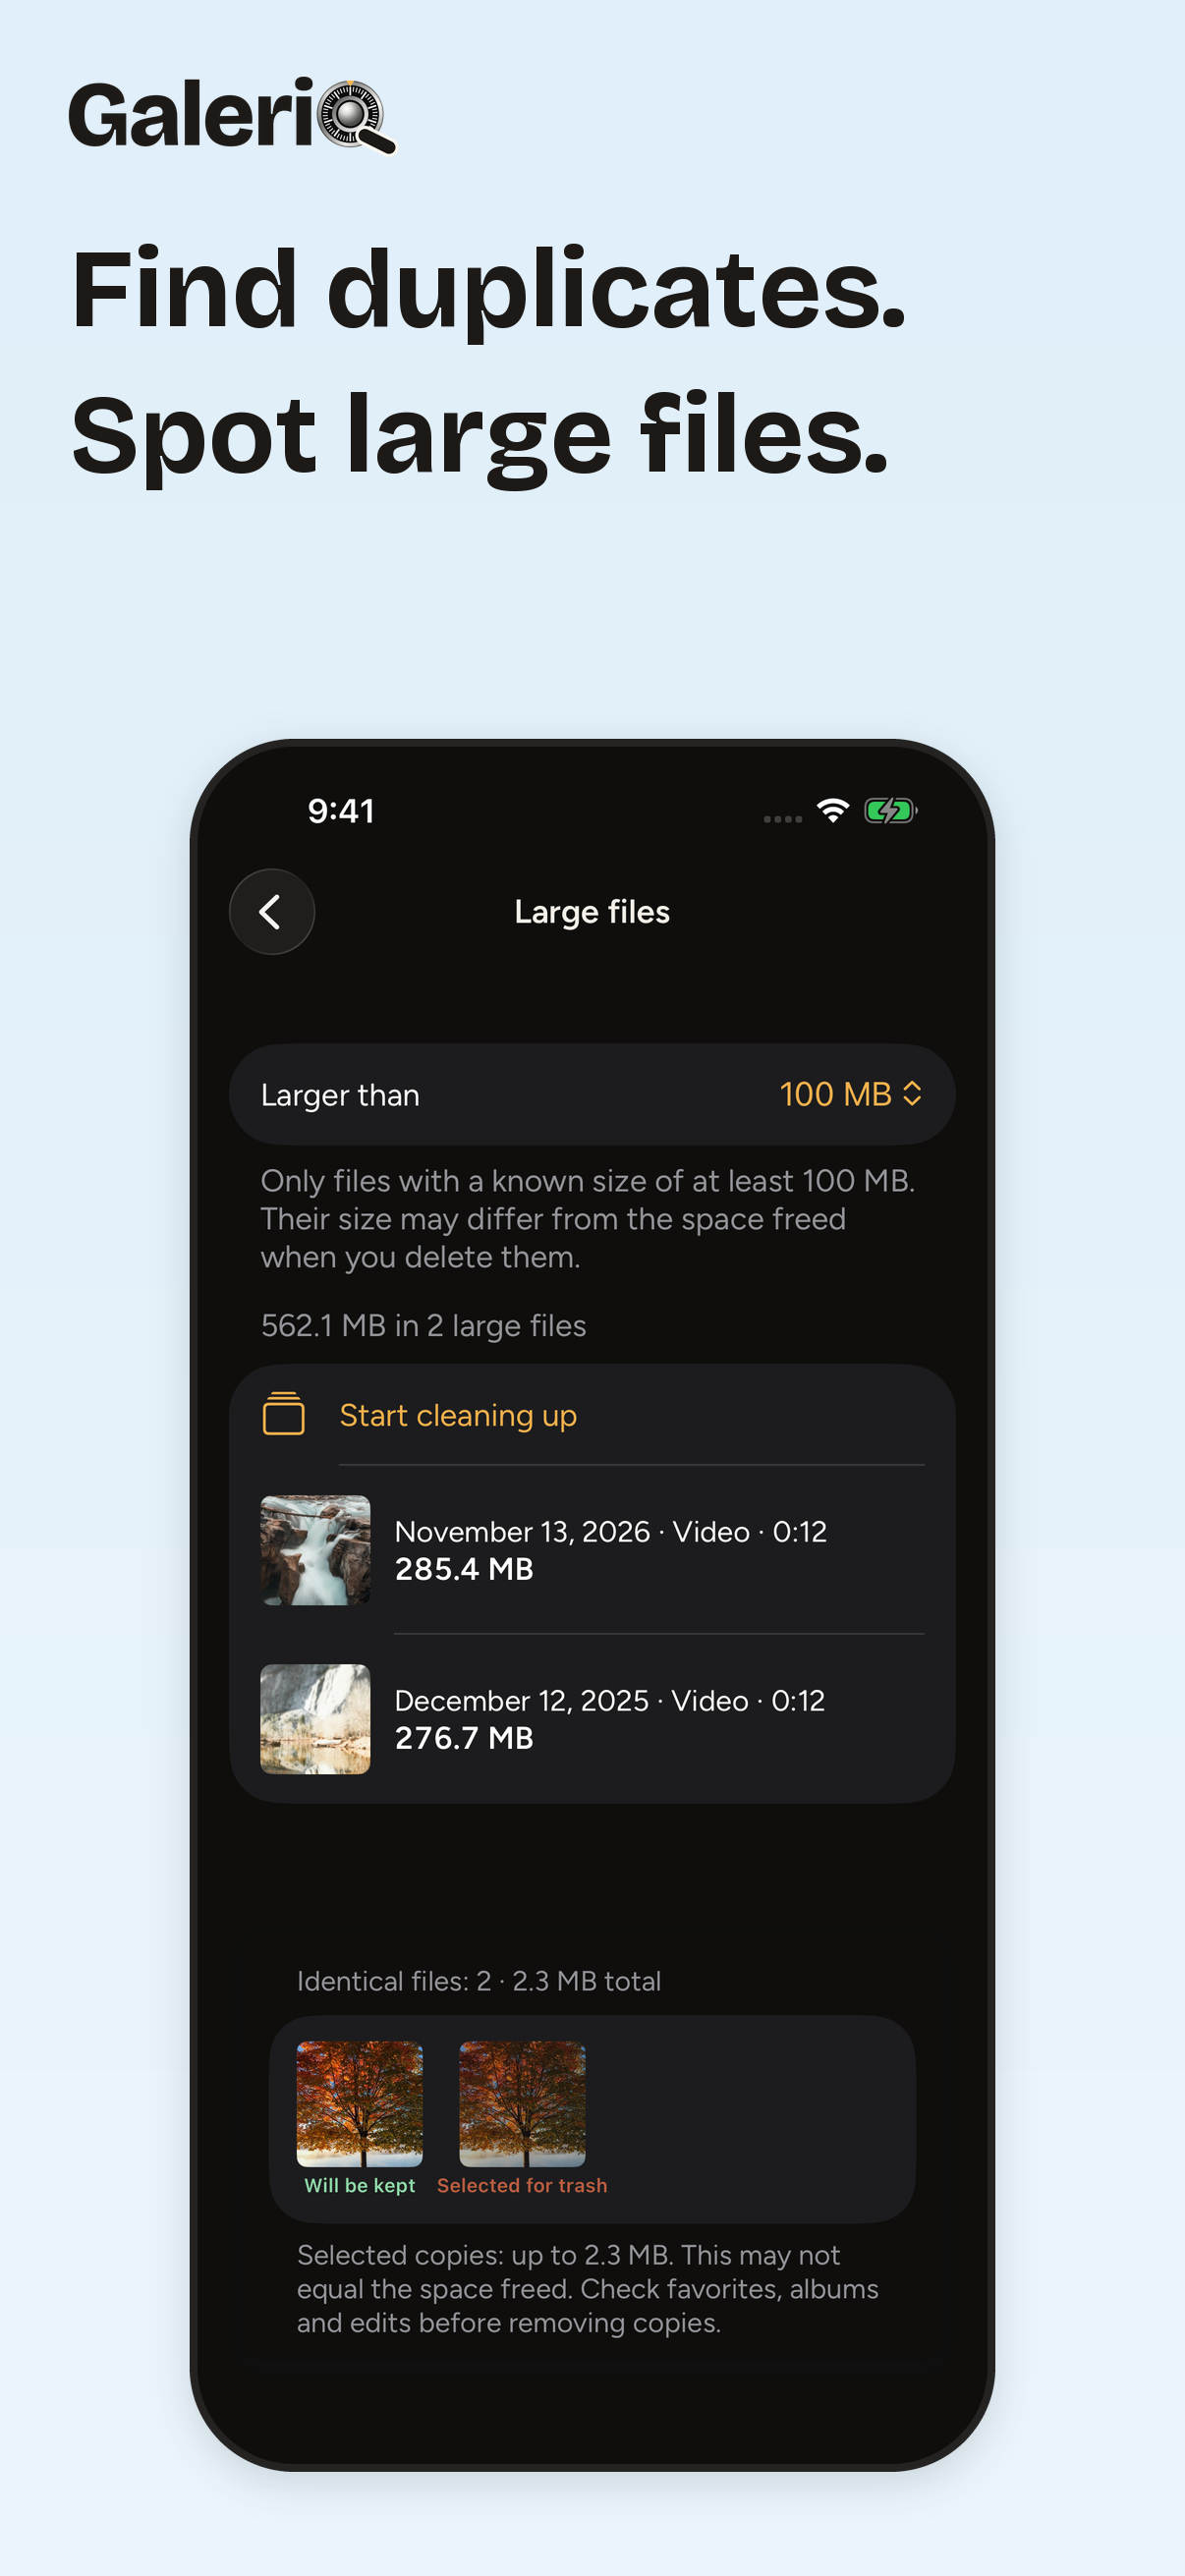 GaleriQ
Find duplicates.
Spot large files.
9:41
Large files
Larger than
100 MB
Only files with a known size of at least 100 MB.
Their size may differ from the space freed
when you delete them.
562.1 MB in 2 large files
Start cleaning up
November 13, 2026 · Video · 0:12
285.4 MB
December 12, 2025 · Video · 0:12
276.7 MB
Identical files: 2 · 2.3 MB total
Will be kept
Selected for trash
Selected copies: up to 2.3 MB. This may not
equal the space freed. Check favorites, albums
and edits before removing copies.